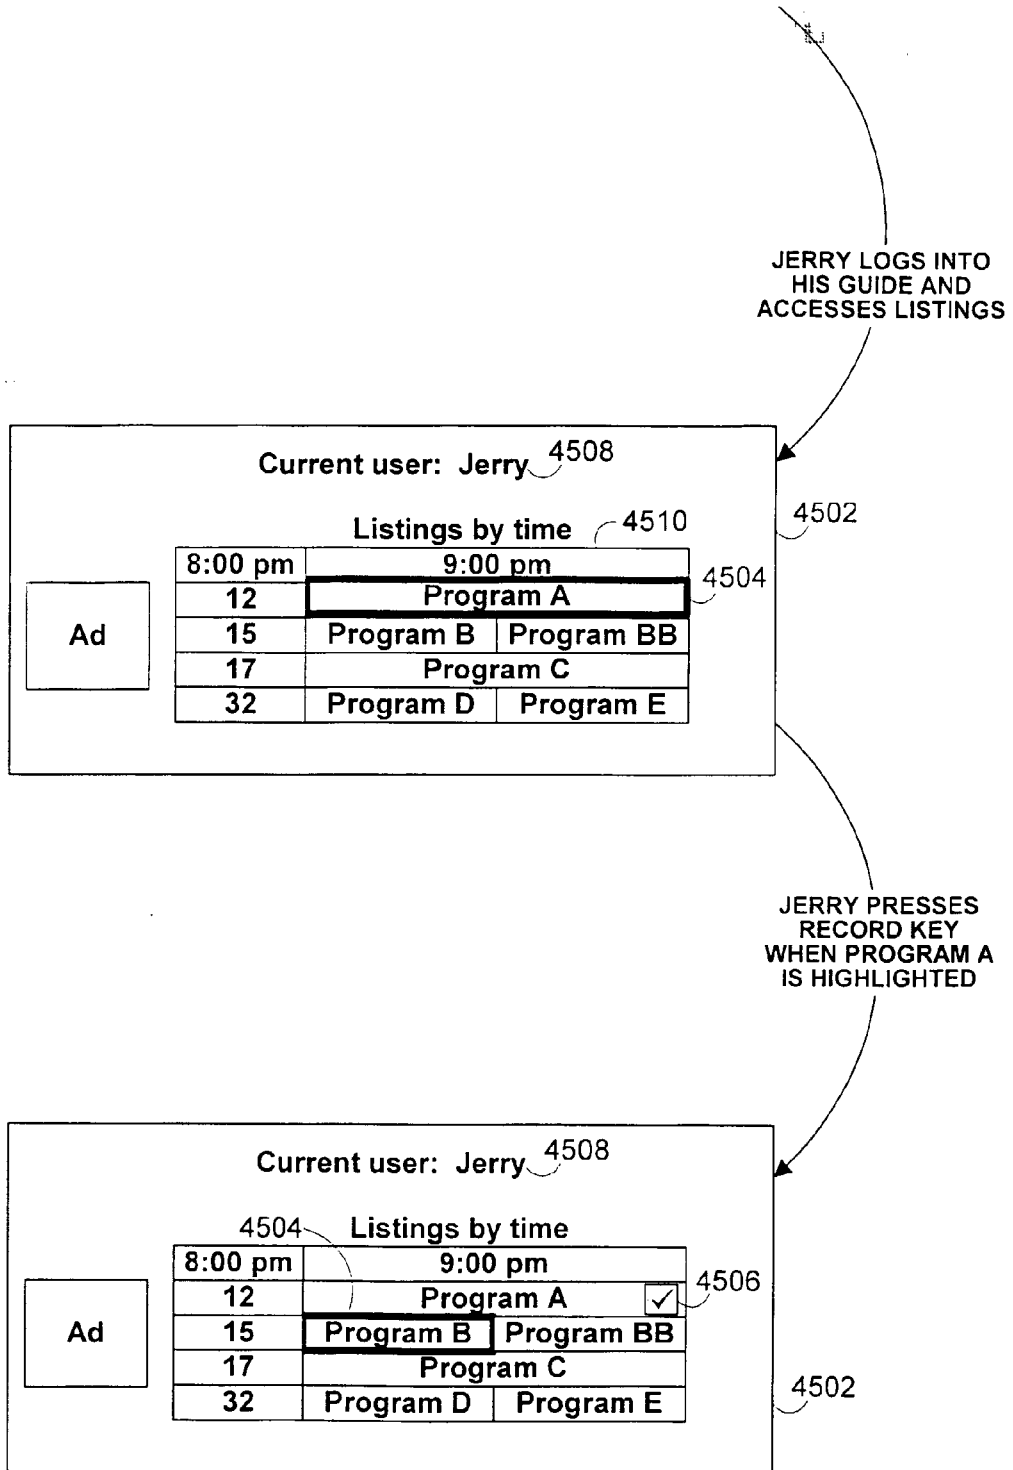 JERRY LOGS INTO
HIS GUIDE AND
ACCESSES LISTINGS
Current user: Jerry 4508
4502
Listings by time 4510
8:00 pm 9:00 pm
4504
12 Program A
Ad
15 Program B Program BB
17 Program C
32 Program D Program E
JERRY PRESSES
RECORD KEY
WHEN PROGRAM A
IS HIGHLIGHTED
Current user: Jerry 4508
4504 Listings by time
8:00 pm 9:00 pm
4506
12 Program A
Ad
15 Program B Program BB
17 Program C
32 Program D Program E
4502